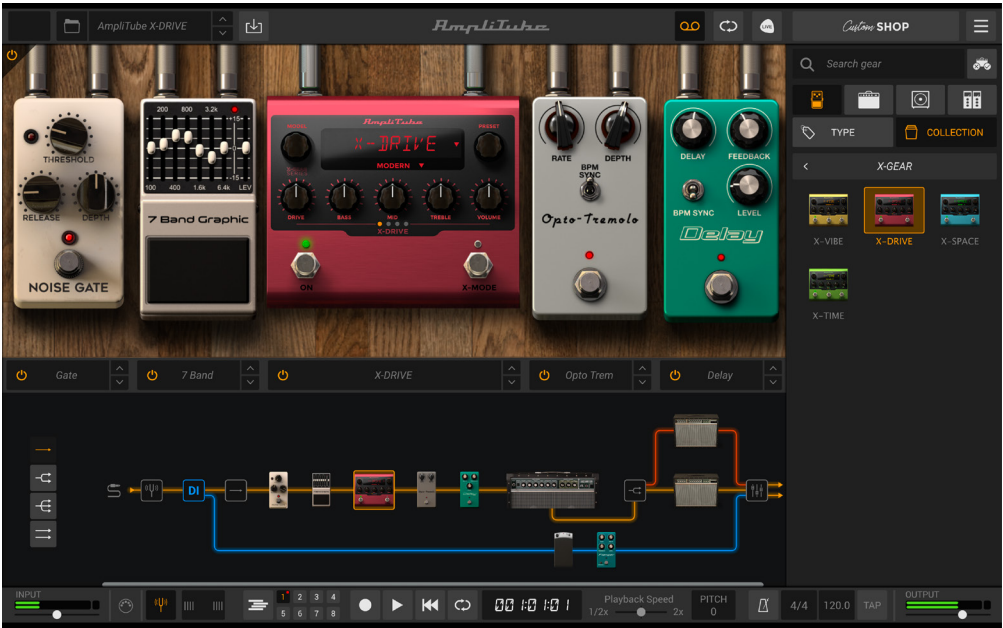 AmpliTube X-DRIVE
AmpliTube
LIVE
Custom SHOP
Search gear
TYPE
COLLECTION
X-GEAR
X-VIBE
X-DRIVE
X-SPACE
X-TIME
THRESHOLD
RELEASE
DEPTH
NOISE GATE
200 800 3.2k
+15
0
-15
100 400 1.6k 6.4k LEV
7 Band Graphic
AmpliTube
PRESET
X-DRIVE
MODERN
DRIVE
BASS
MID
TREBLE
VOLUME
X-DRIVE
ON
X-MODE
RATE
DEPTH
BPM
SYNC
Opto-Tremolo
DELAY
FEEDBACK
BPM SYNC
LEVEL
Delay
Gate
7 Band
X-DRIVE
Opto Trem
Delay
DI
INPUT
1 2 3 4
5 6 7 8
001:01:01
Playback Speed
1/2x
2x
PITCH
0
4/4
120.0
TAP
OUTPUT